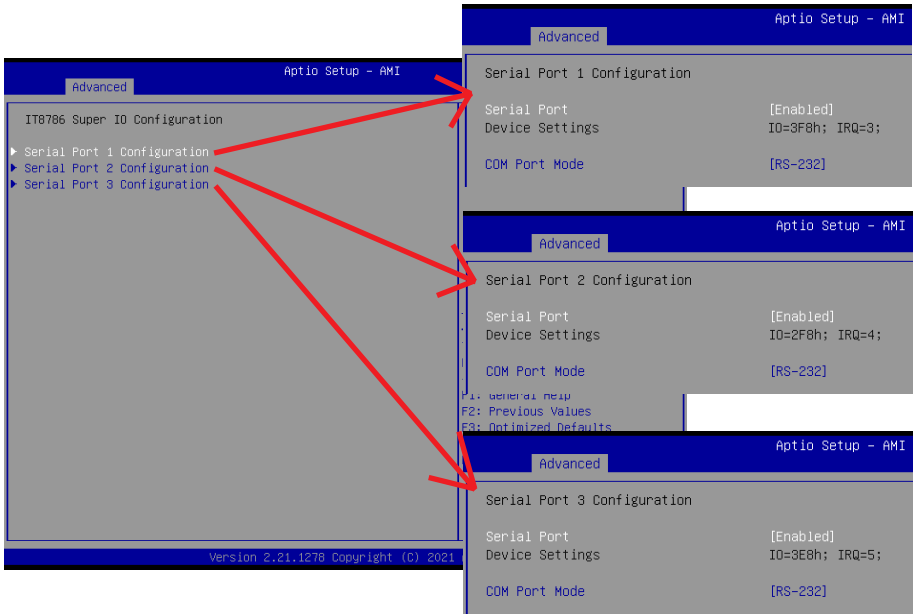 Aptio Setup – AMI
Advanced
IT8786 Super IO Configuration
Serial Port 1 Configuration
Serial Port 2 Configuration
Serial Port 3 Configuration
Version 2.21.1278 Copyright (C) 2021
Aptio Setup – AMI
Advanced
Serial Port 1 Configuration
Serial Port [Enabled]
Device Settings IO=3F8h; IRQ=3;
COM Port Mode [RS-232]
Aptio Setup – AMI
Advanced
Serial Port 2 Configuration
Serial Port [Enabled]
Device Settings IO=2F8h; IRQ=4;
COM Port Mode [RS-232]
F1: General Help
F2: Previous Values
F3: Optimized Defaults
Aptio Setup – AMI
Advanced
Serial Port 3 Configuration
Serial Port [Enabled]
Device Settings IO=3E8h; IRQ=5;
COM Port Mode [RS-232]